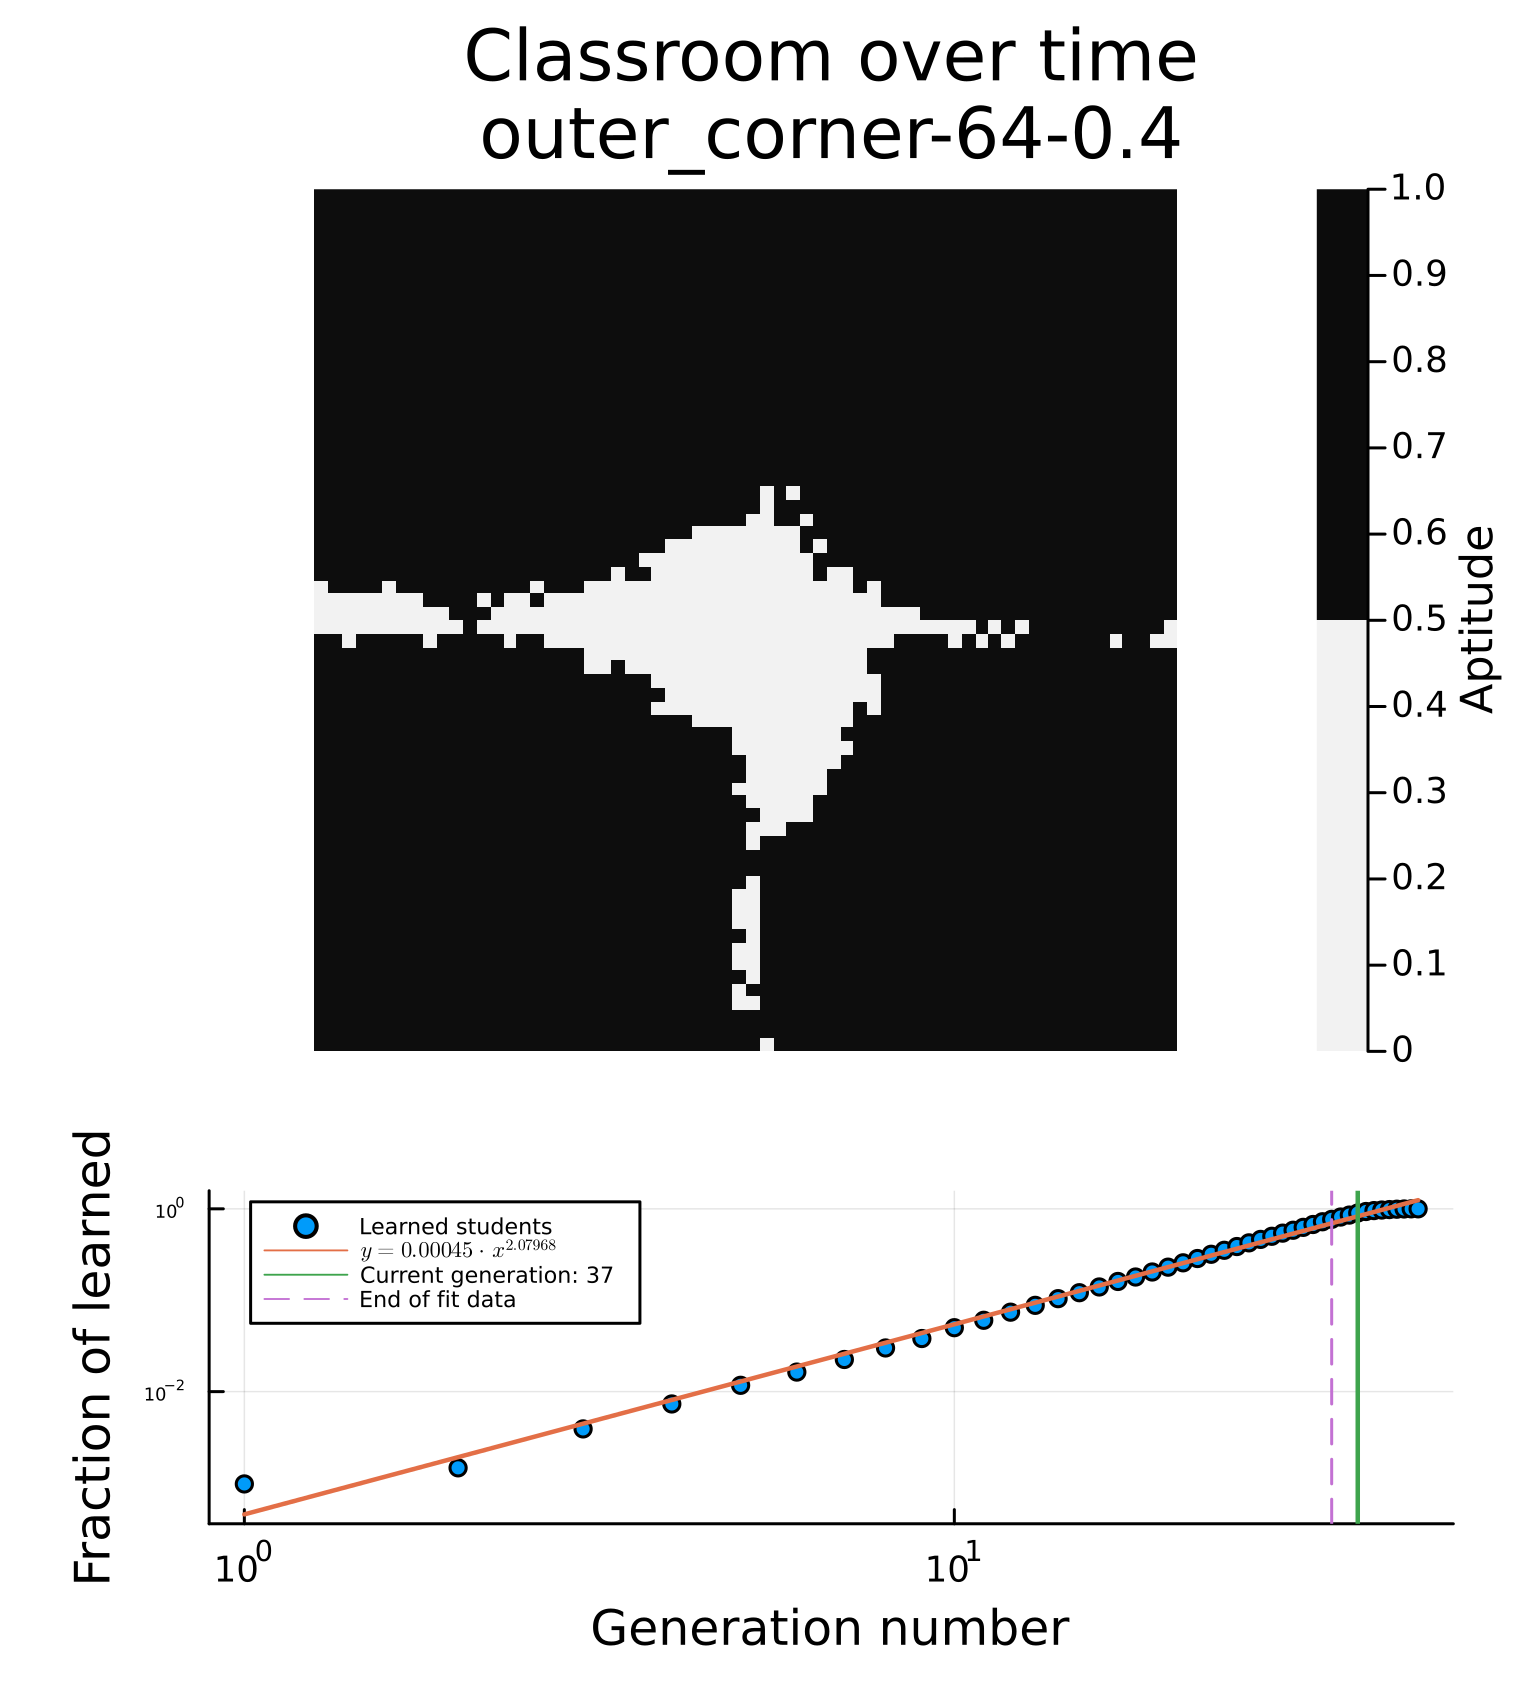 Classroom over time
outer_corner-64-0.4
1.0
0.9
0.8
0.7
0.6
0.5
0.4
0.3
0.2
0.1
0
Aptitude
Fraction of learned
10⁰
10⁻²
Learned students
y = 0.00045 · x^2.07968
Current generation: 37
End of fit data
10⁰
10¹
Generation number